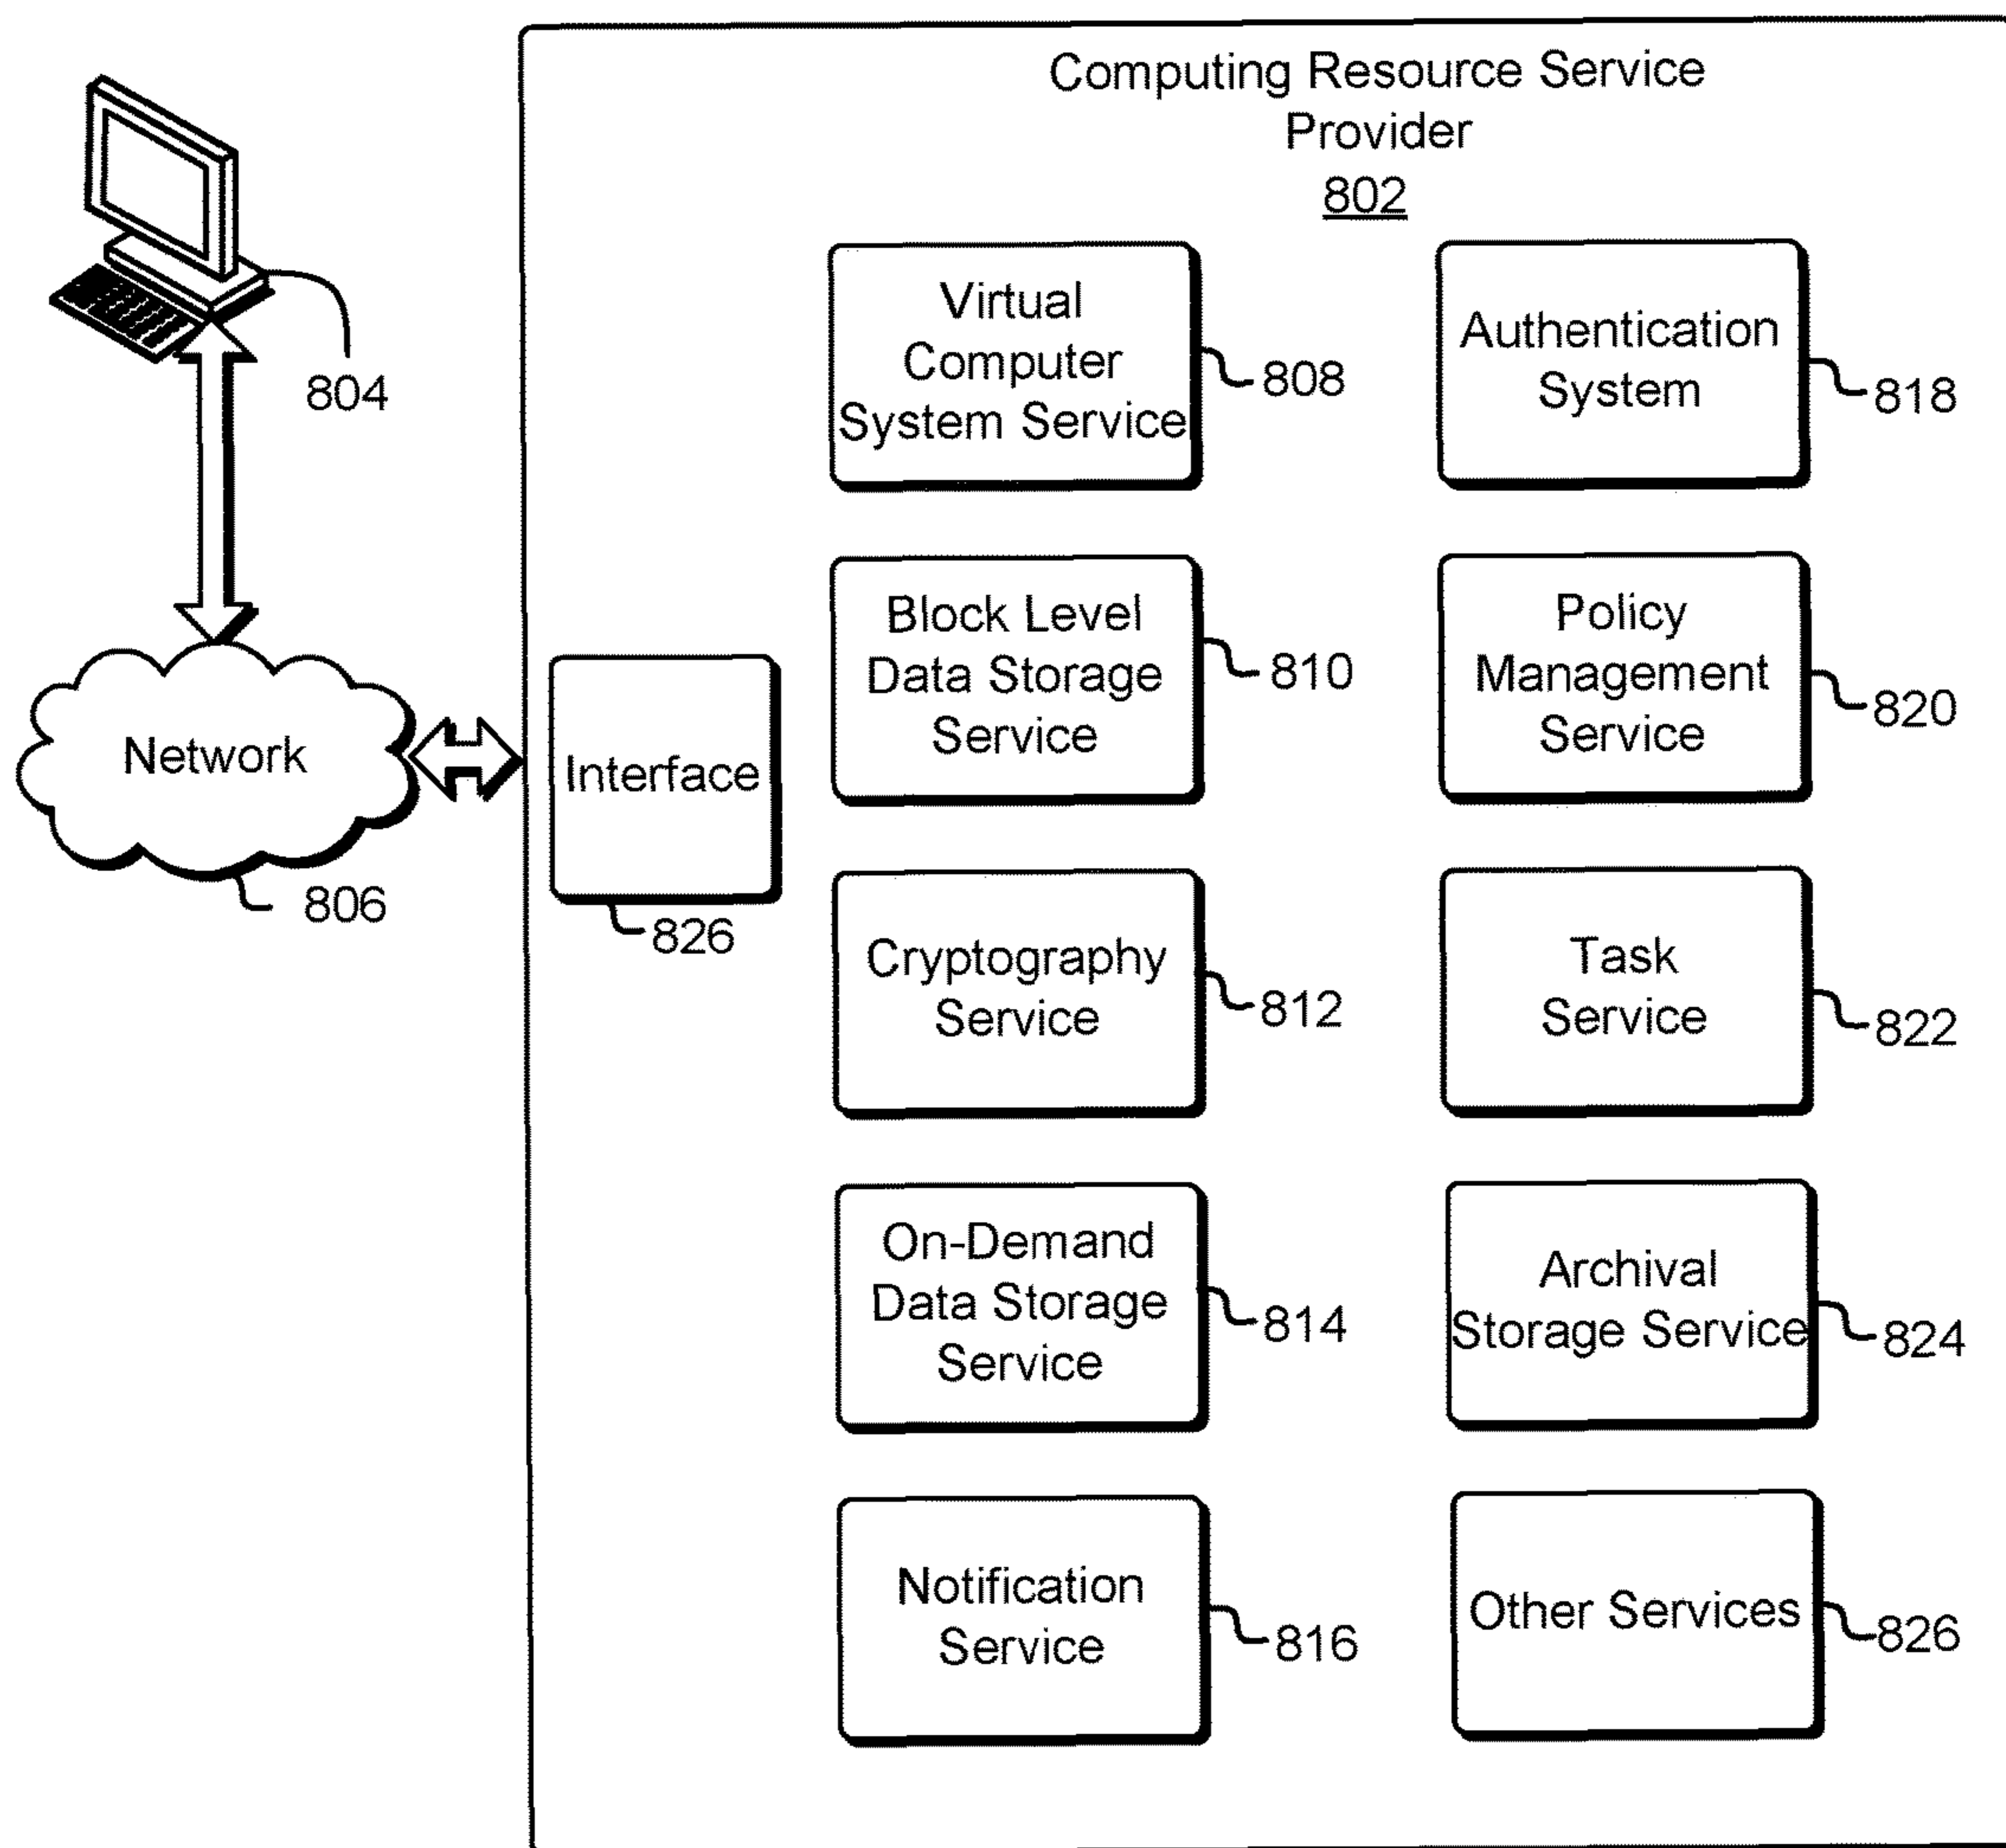 Computing Resource Service
Provider
802
804
Network
806
Interface
826
Virtual
Computer
System Service
808
Authentication
System
818
Block Level
Data Storage
Service
810
Policy
Management
Service
820
Cryptography
Service
812
Task
Service
822
On-Demand
Data Storage
Service
814
Archival
Storage Service
824
Notification
Service
816
Other Services
826